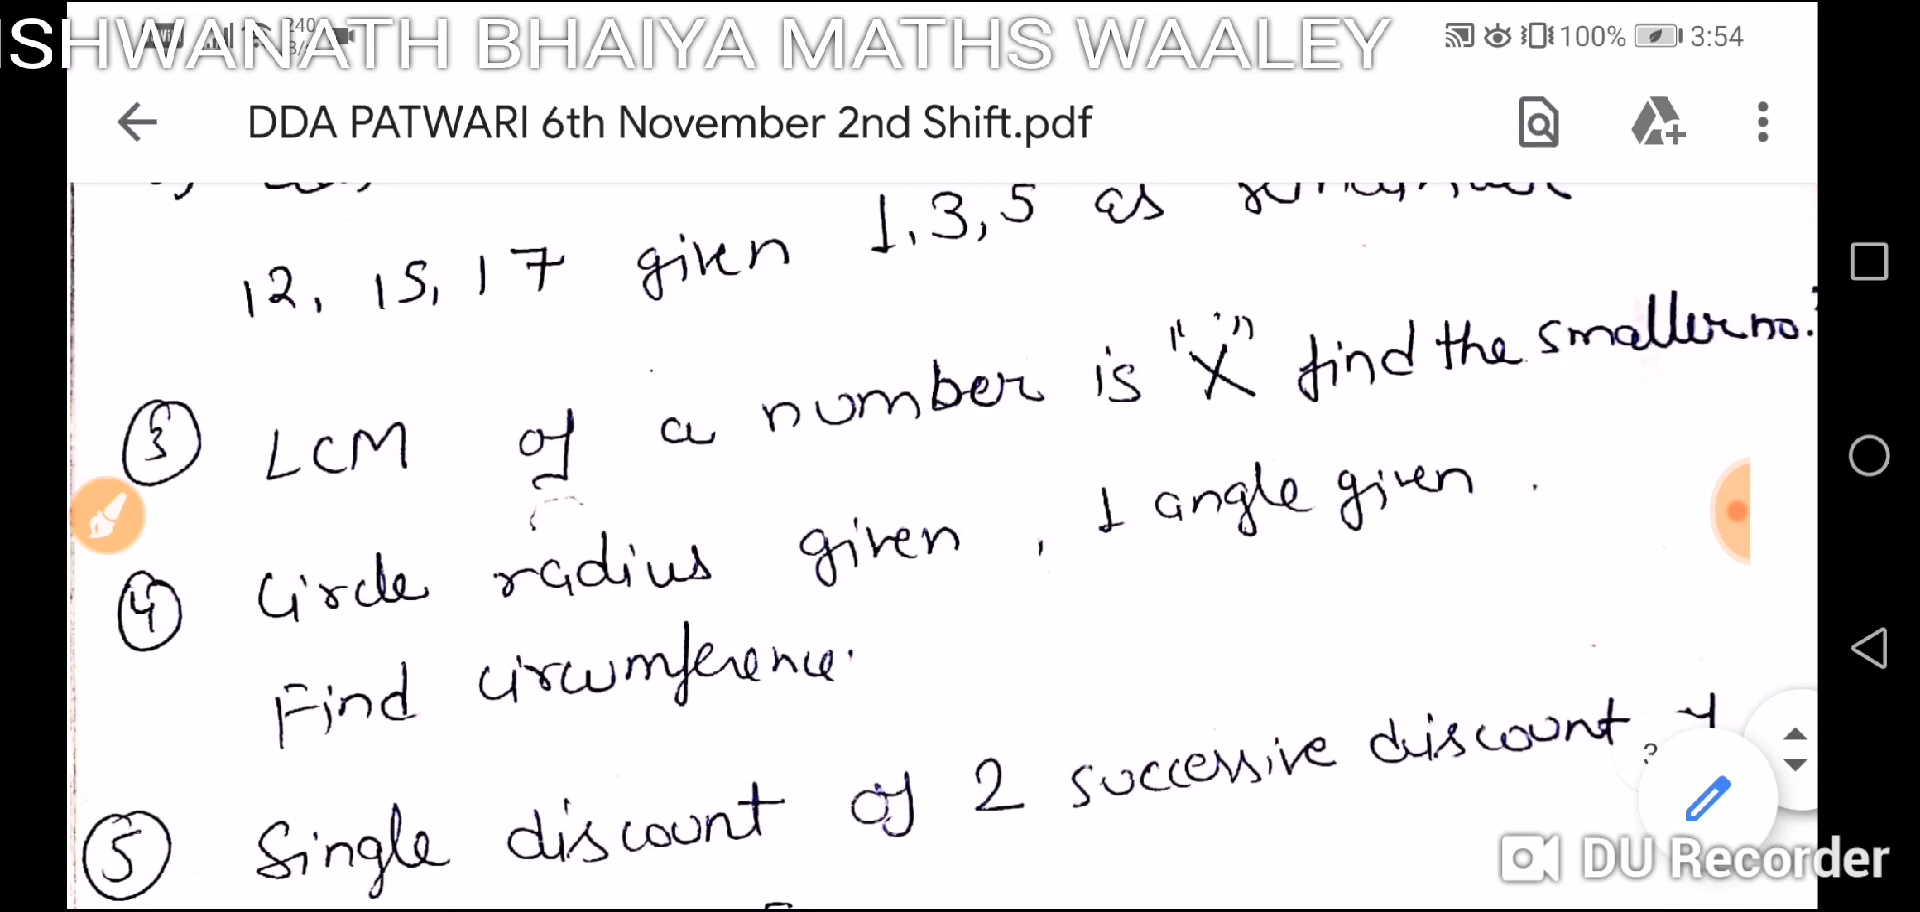 ISHWANATH BHAIYA MATHS WAALEY
100% 3:54
DDA PATWARI 6th November 2nd Shift.pdf
1, 3, 5 as
12, 15, 17 given
③ LCM of a number is "X" find the smaller no.?
④ Circle radius given, 1 angle given.
Find circumference.
⑤ Single discount of 2 successive discount
DU Recorder